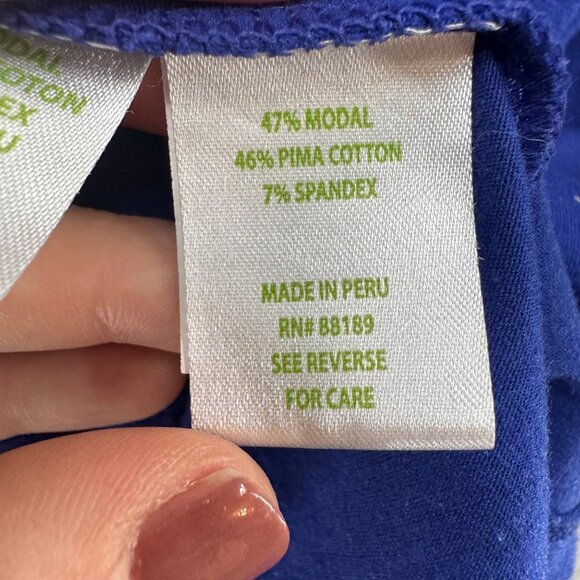 47% MODAL
46% PIMA COTTON
7% SPANDEX
MADE IN PERU
RN# 88189
SEE REVERSE
FOR CARE